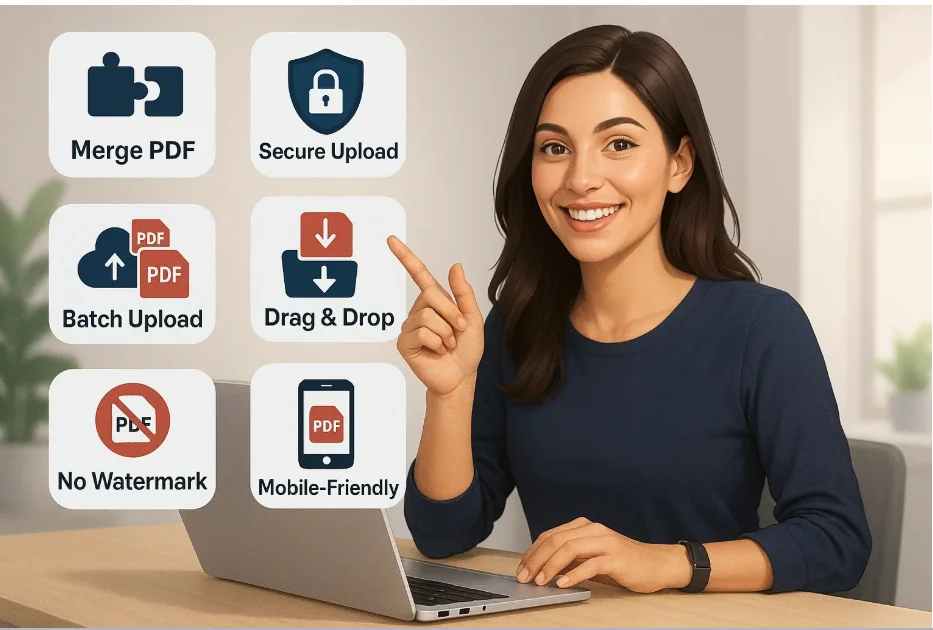 Merge PDF
Secure Upload
PDF
PDF
Batch Upload
Drag & Drop
PDF
No Watermark
PDF
Mobile-Friendly